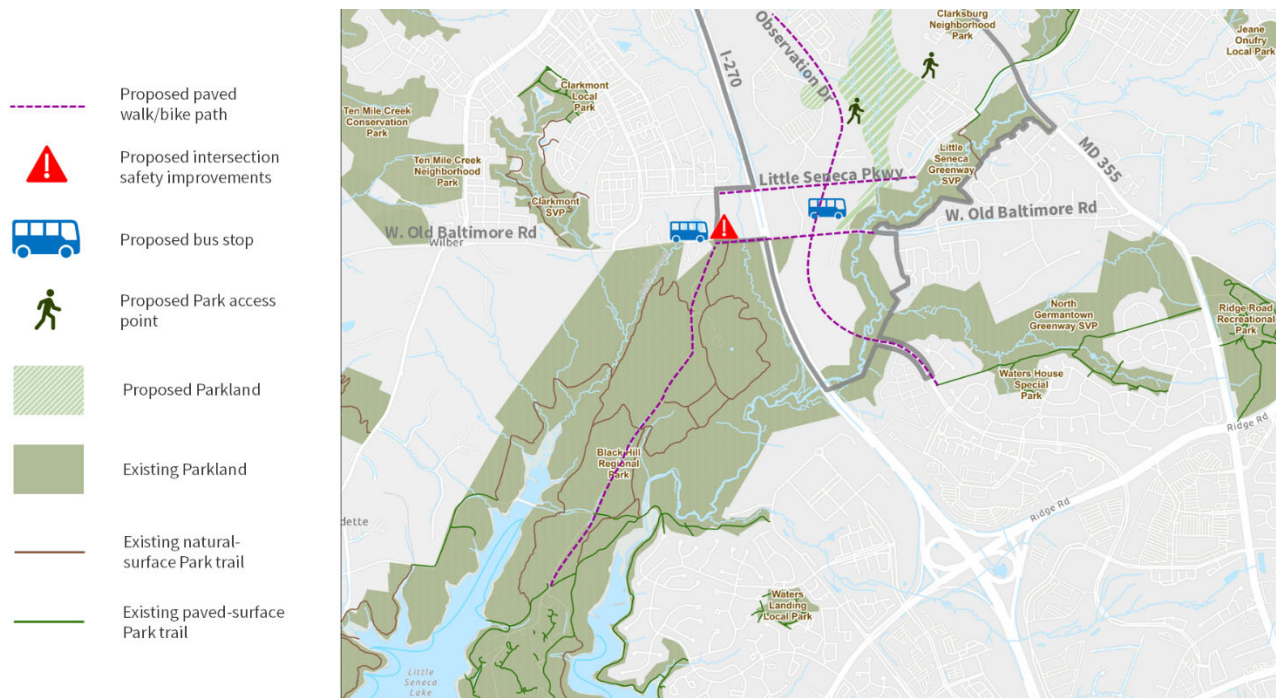 Proposed paved
walk/bike path
Proposed intersection
safety improvements
Proposed bus stop
Proposed Park access
point
Proposed Parkland
Existing Parkland
Existing natural-
surface Park trail
Existing paved-surface
Park trail
Clarksburg
Neighborhood
Park
Jeane
Onufry
Local Park
Observation Dr
I-270
Clarkmont
Local
Park
Ten Mile Creek
Conservation
Park
Ten Mile Creek
Neighborhood
Park
Little
Seneca
Greenway
SVP
MD 355
Little Seneca Pkwy
Clarkmont
SVP
W. Old Baltimore Rd
W. Old Baltimore Rd
Wilber
North
Germantown
Greenway SVP
Ridge Road
Recreational
Park
Waters House
Special
Park
Ridge Rd
Black Hill
Regional
Park
Ridge Rd
dette
Waters
Landing
Local Park
Little
Seneca
Lake